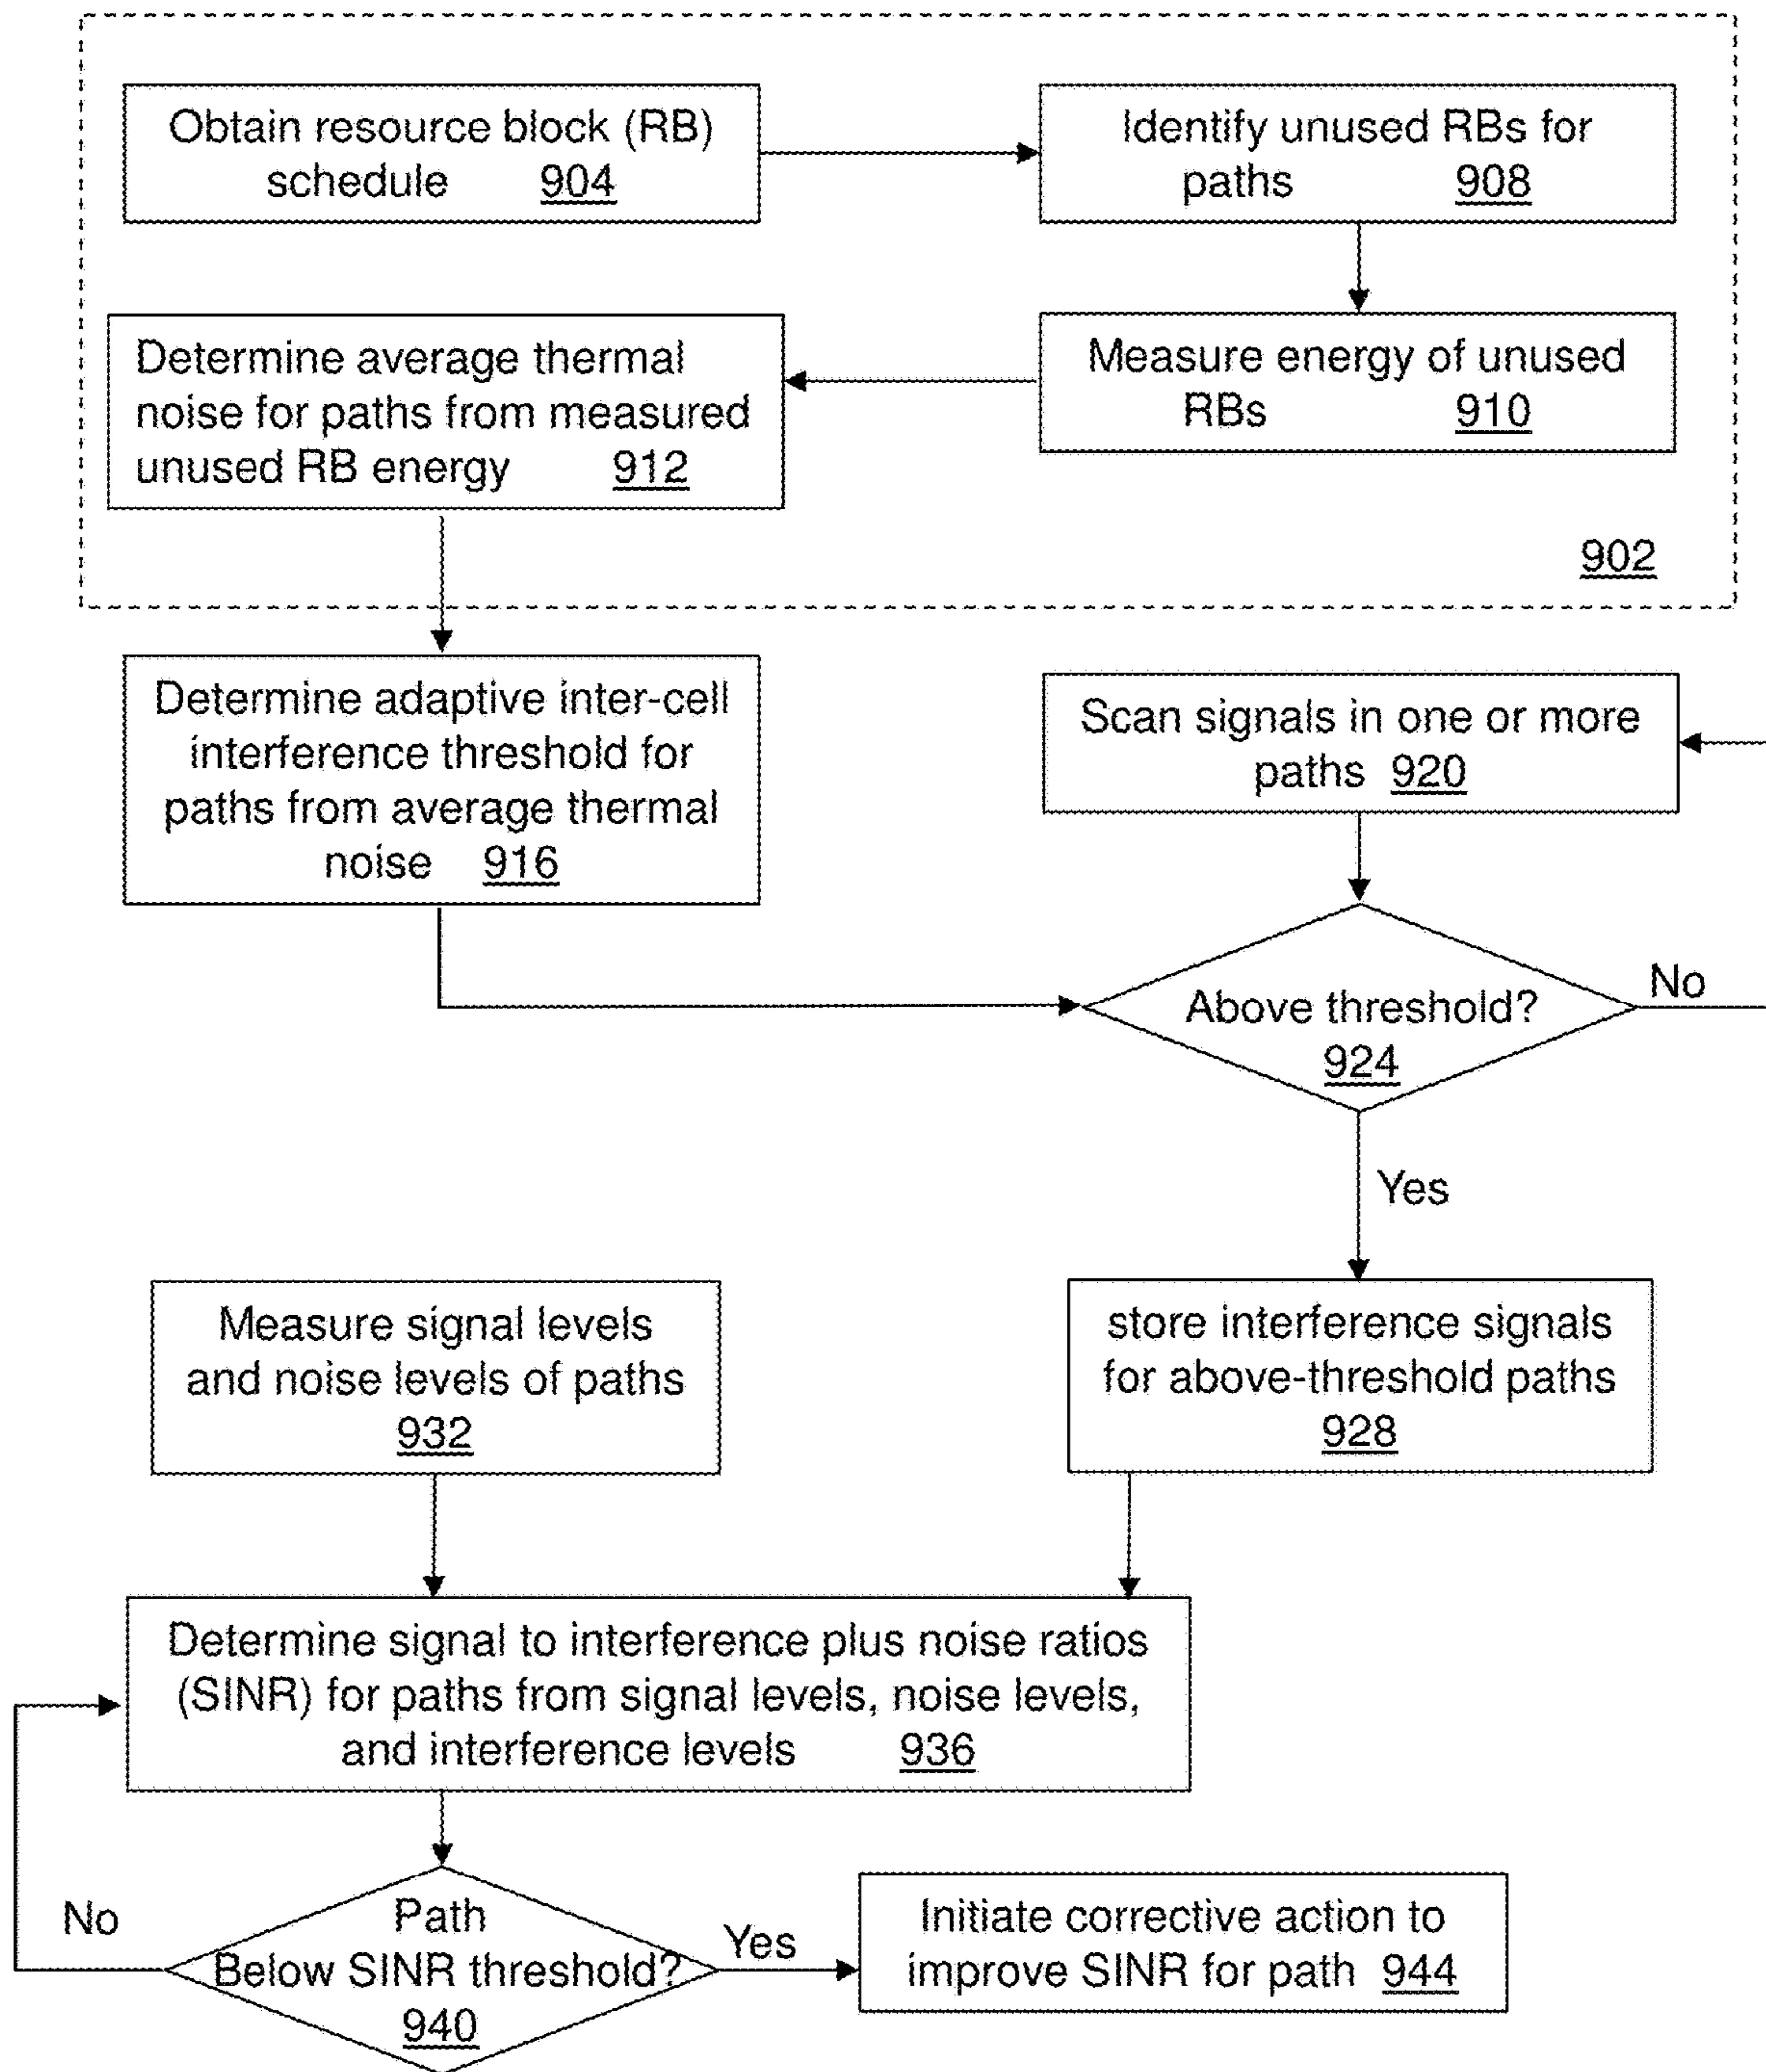 Obtain resource block (RB)
schedule 904
Identify unused RBs for
paths 908
Determine average thermal
noise for paths from measured
unused RB energy 912
Measure energy of unused
RBs 910
902
Determine adaptive inter-cell
interference threshold for
paths from average thermal
noise 916
Scan signals in one or more
paths 920
Above threshold?
924
No
Yes
Measure signal levels
and noise levels of paths
932
store interference signals
for above-threshold paths
928
Determine signal to interference plus noise ratios
(SINR) for paths from signal levels, noise levels,
and interference levels 936
No
Path
Below SINR threshold?
940
Yes
Initiate corrective action to
improve SINR for path 944